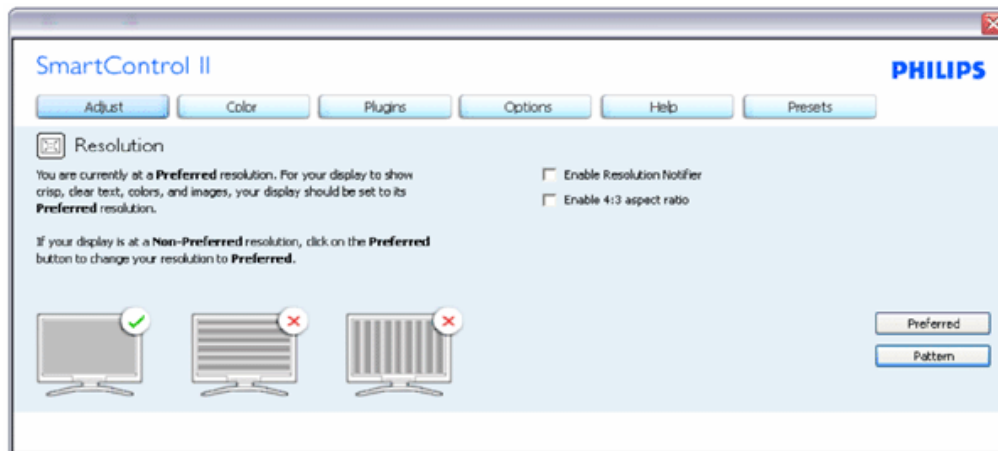 SmartControl II
PHILIPS
Adjust Color Plugins Options Help Presets
Resolution
You are currently at a Preferred resolution. For your display to show
crisp, clear text, colors, and images, your display should be set to its
Preferred resolution.
If your display is at a Non-Preferred resolution, click on the Preferred
button to change your resolution to Preferred.
Enable Resolution Notifier
Enable 4:3 aspect ratio
Preferred
Pattern